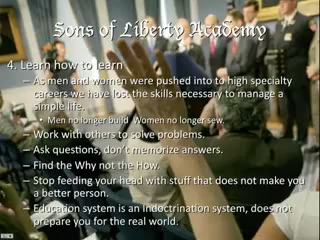 Sons of Liberty Academy
4. Learn how to learn
– As men and women were pushed into to high specialty
careers we have lost the skills necessary to manage a
simple life.
• Men no longer build Women no longer sew.
– Work with others to solve problems.
– Ask questions, don't memorize answers.
– Find the Why not the How.
– Stop feeding your head with stuff that does not make you
a better person.
– Education system is an indoctrination system, does not
prepare you for the real world.